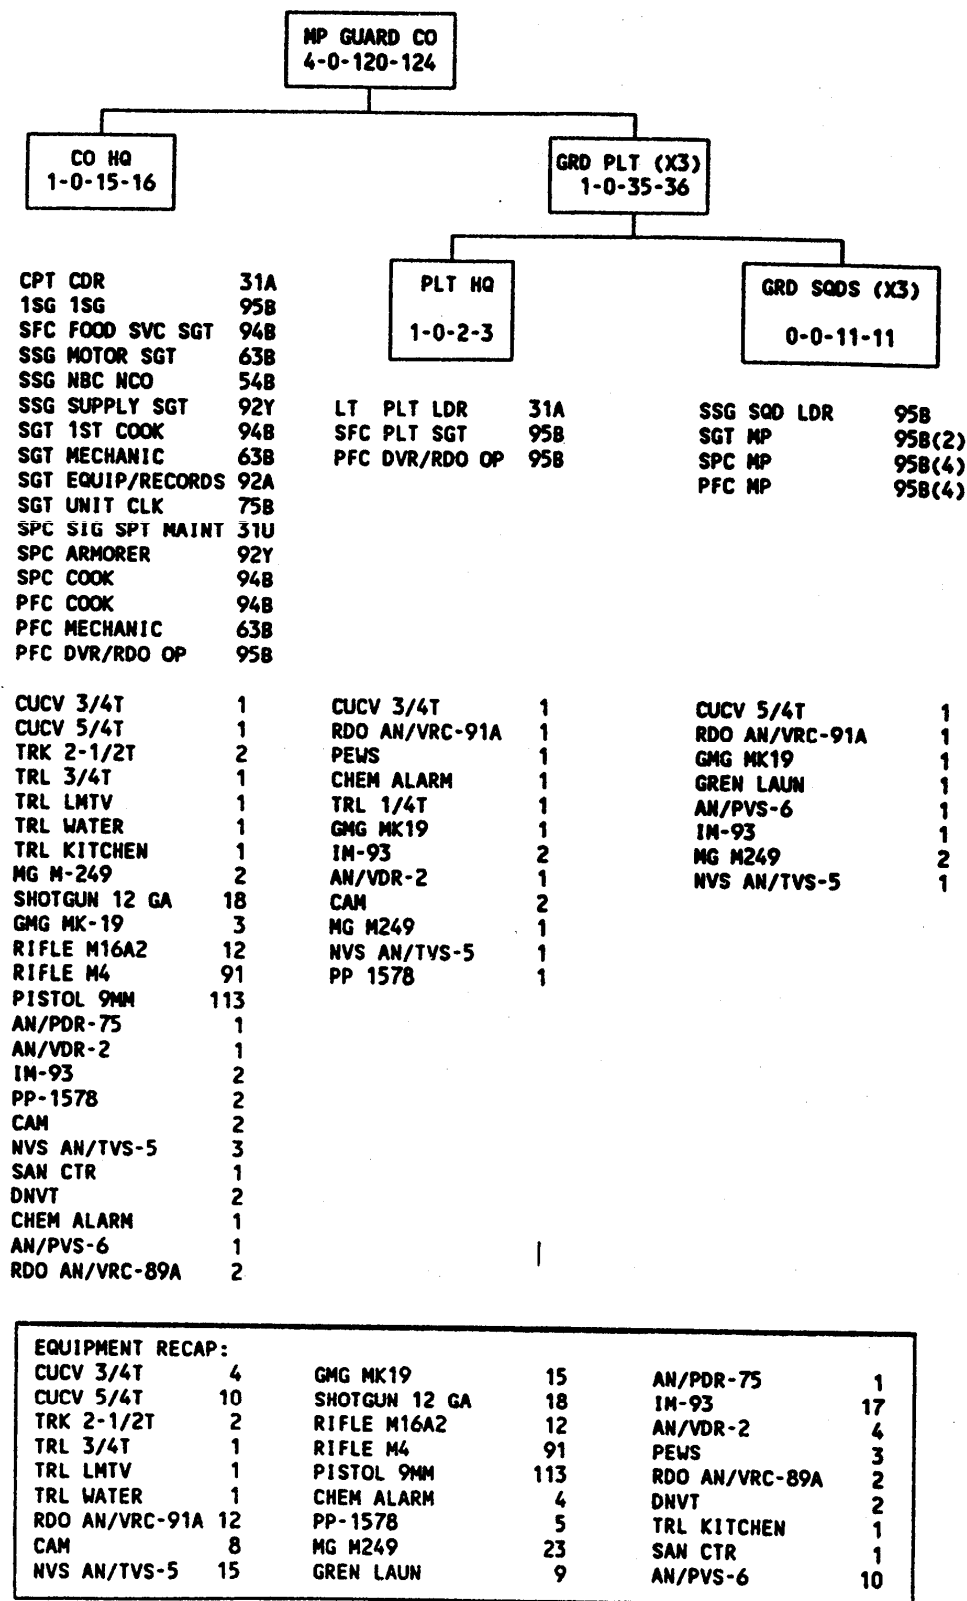 MP GUARD CO
4-0-120-124
CO HQ
1-0-15-16
GRD PLT (X3)
1-0-35-36
PLT HQ
1-0-2-3
GRD SQDS (X3)
0-0-11-11
CPT CDR 31A
1SG 1SG 95B
SFC FOOD SVC SGT 94B
SSG MOTOR SGT 63B
SSG NBC NCO 54B
SSG SUPPLY SGT 92Y
SGT 1ST COOK 94B
SGT MECHANIC 63B
SGT EQUIP/RECORDS 92A
SGT UNIT CLK 75B
SPC SIG SPT MAINT 31U
SPC ARMORER 92Y
SPC COOK 94B
PFC COOK 94B
PFC MECHANIC 63B
PFC DVR/RDO OP 95B
LT PLT LDR 31A
SFC PLT SGT 95B
PFC DVR/RDO OP 95B
SSG SQD LDR 95B
SGT MP 95B(2)
SPC MP 95B(4)
PFC MP 95B(4)
CUCV 3/4T 1
CUCV 5/4T 1
TRK 2-1/2T 2
TRL 3/4T 1
TRL LMTV 1
TRL WATER 1
TRL KITCHEN 1
MG M-249 2
SHOTGUN 12 GA 18
GMG MK-19 3
RIFLE M16A2 12
RIFLE M4 91
PISTOL 9MM 113
AN/PDR-75 1
AN/VDR-2 1
IM-93 2
PP-1578 2
CAM 2
NVS AN/TVS-5 3
SAN CTR 1
DNVT 2
CHEM ALARM 1
AN/PVS-6 1
RDO AN/VRC-89A 2
CUCV 3/4T 1
RDO AN/VRC-91A 1
PEWS 1
CHEM ALARM 1
TRL 1/4T 1
GMG MK19 1
IM-93 2
AN/VDR-2 1
CAM 2
MG M249 1
NVS AN/TVS-5 1
PP 1578 1
CUCV 5/4T 1
RDO AN/VRC-91A 1
GMG MK19 1
GREN LAUN 1
AN/PVS-6 1
IM-93 1
MG M249 2
NVS AN/TVS-5 1
EQUIPMENT RECAP:
CUCV 3/4T 4
CUCV 5/4T 10
TRK 2-1/2T 2
TRL 3/4T 1
TRL LMTV 1
TRL WATER 1
RDO AN/VRC-91A 12
CAM 8
NVS AN/TVS-5 15
GMG MK19 15
SHOTGUN 12 GA 18
RIFLE M16A2 12
RIFLE M4 91
PISTOL 9MM 113
CHEM ALARM 4
PP-1578 5
MG M249 23
GREN LAUN 9
AN/PDR-75 1
IM-93 17
AN/VDR-2 4
PEWS 3
RDO AN/VRC-89A 2
DNVT 2
TRL KITCHEN 1
SAN CTR 1
AN/PVS-6 10